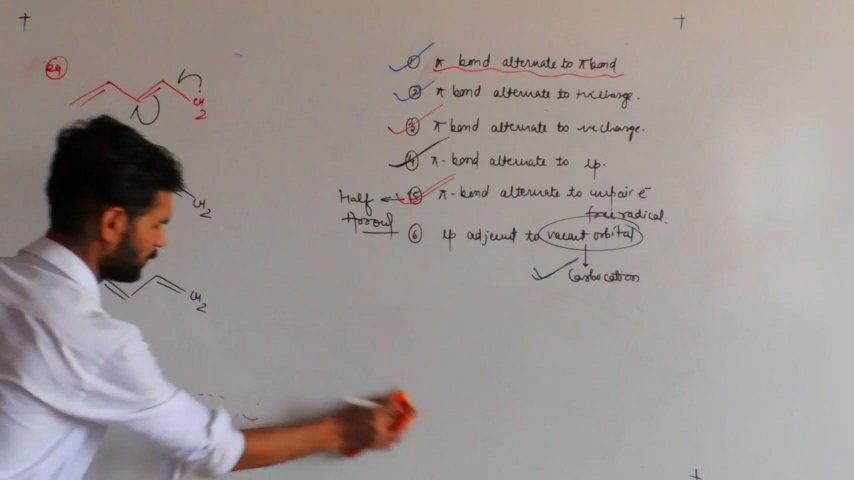 24
CH2
CH2
CH2
① π bond alternate to π bond
② π bond alternate to +ve charge.
③ π bond alternate to -ve charge.
④ π-bond alternate to lp.
Half Arrow ← ⑤ π-bond alternate to unpair e⁻
free radical.
⑥ lp adjacent to vacant orbital
Carbocation